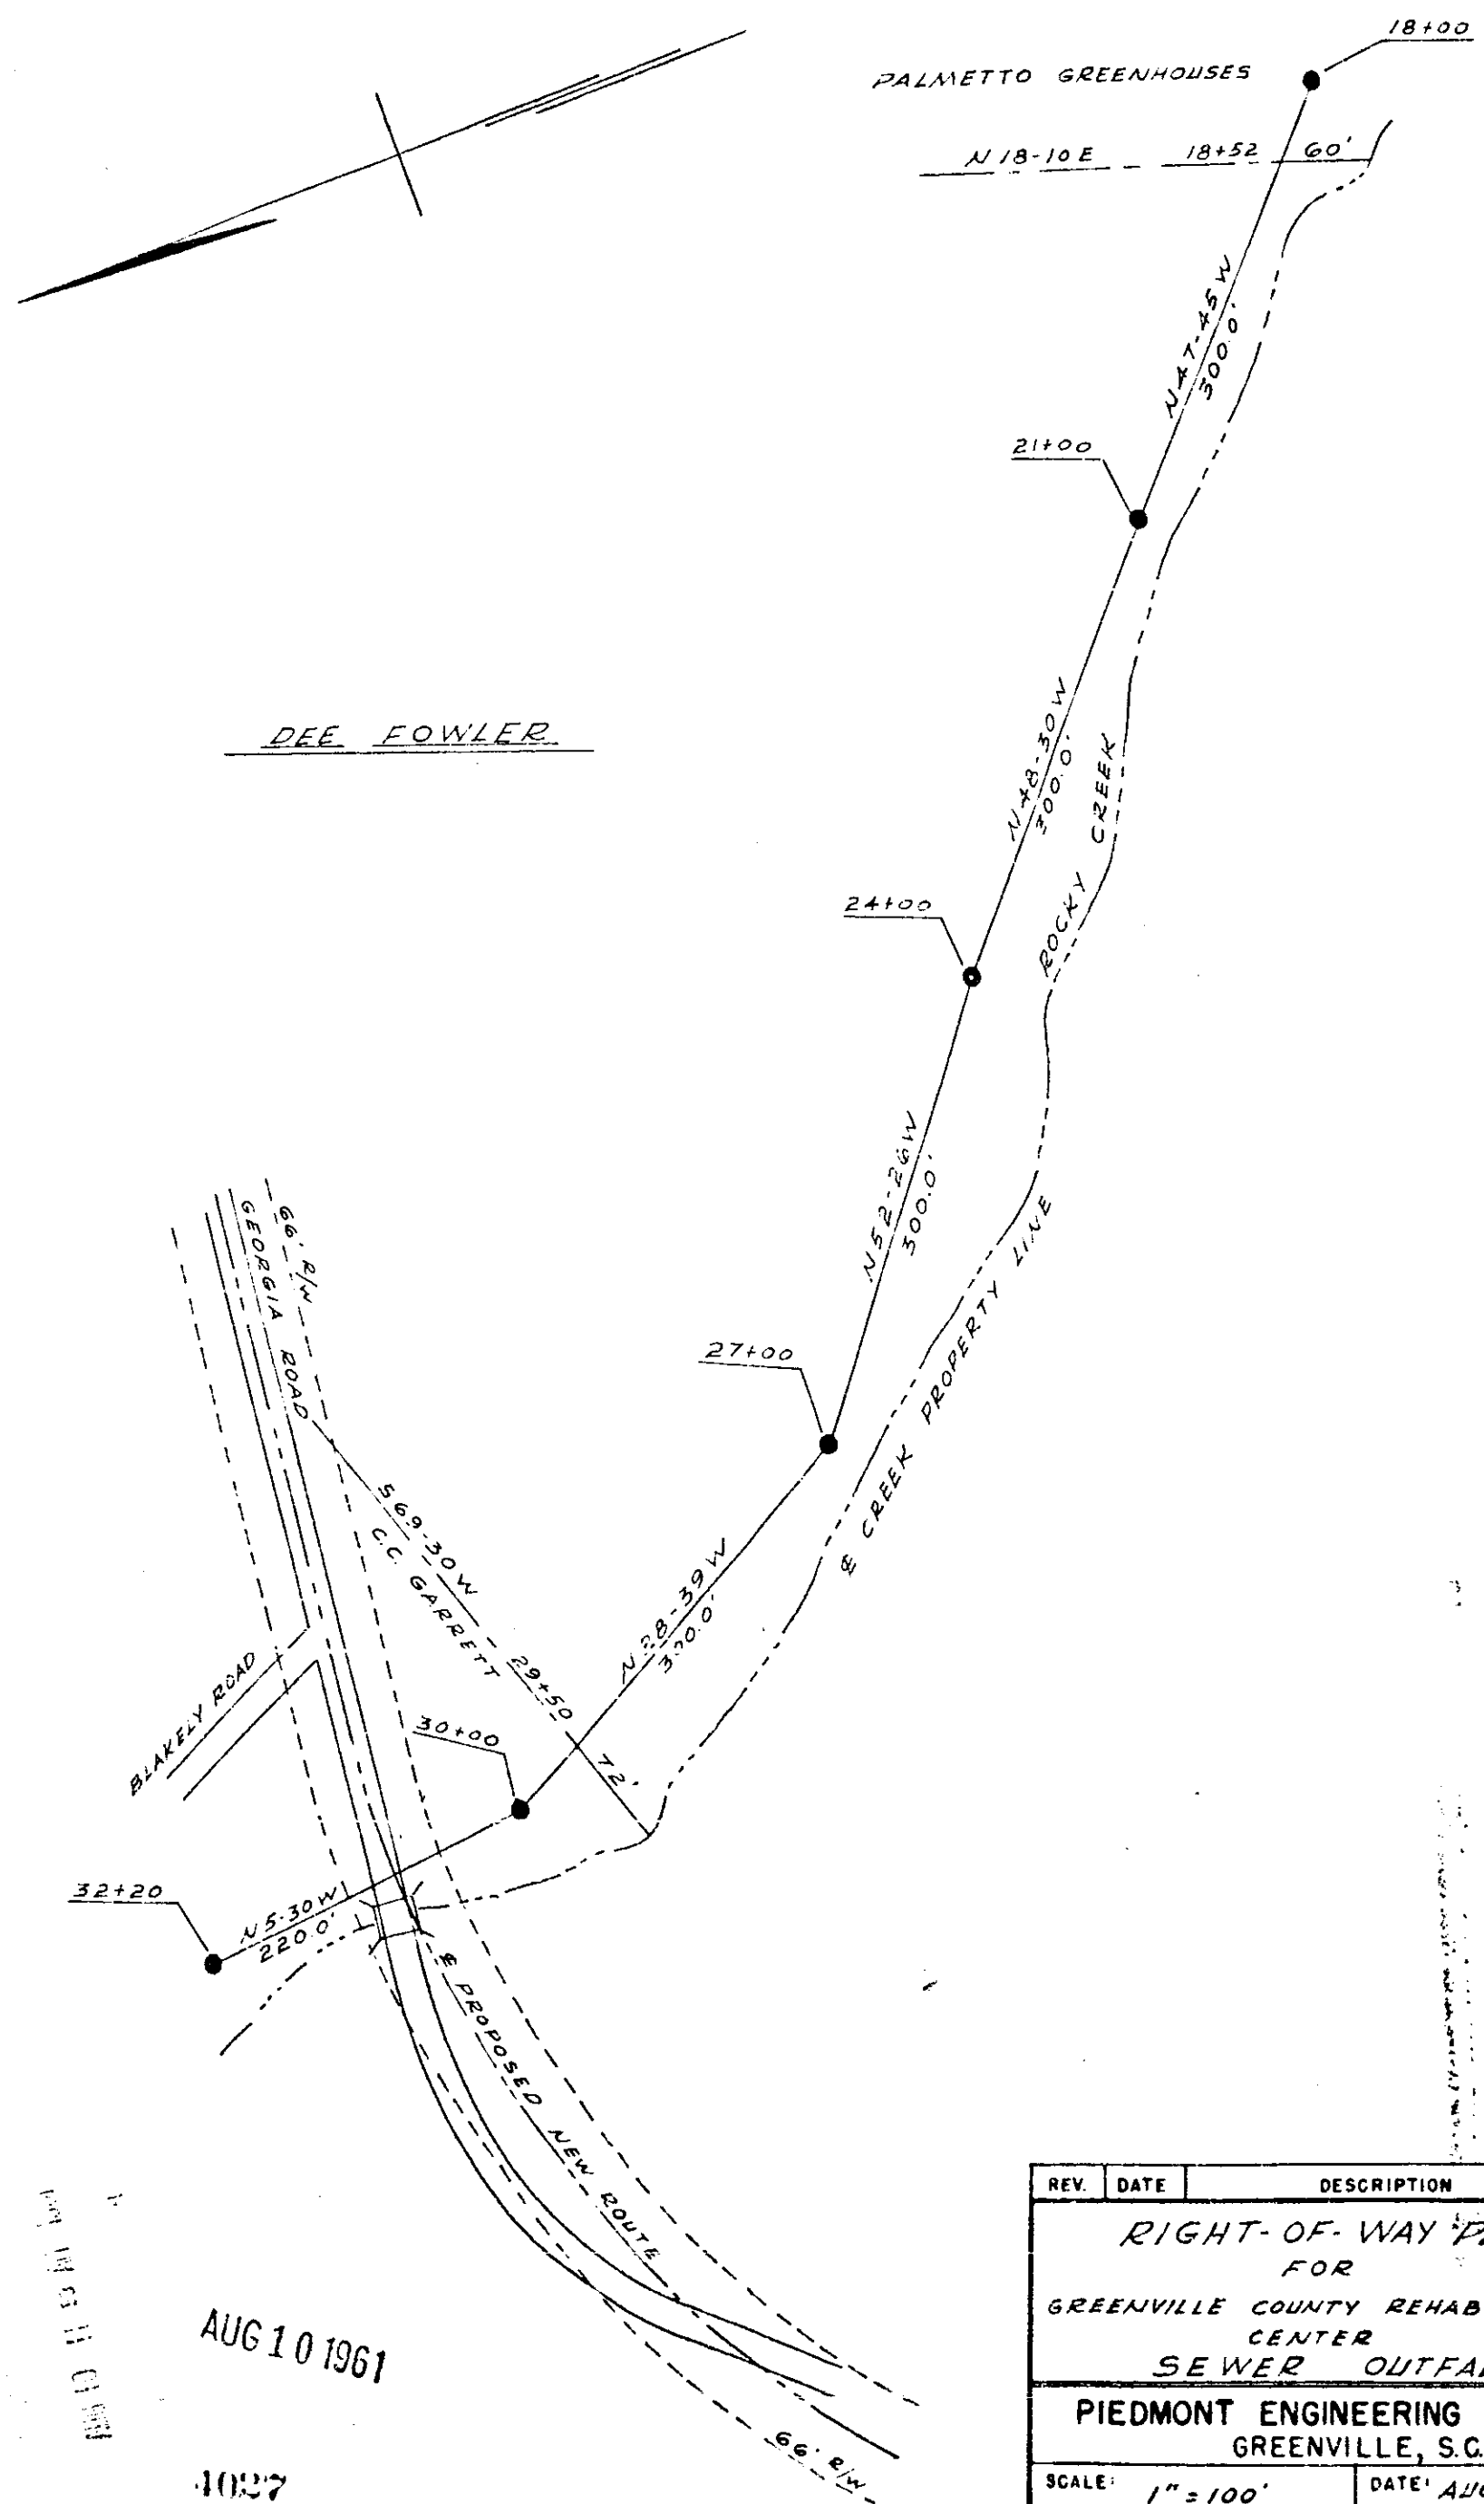 18+00
PALMETTO GREENHOUSES
N 18-10 E 18+52 60'
N 47-45 W
300.0'
21+00
DEE FOWLER
N 48-30 W
300.0'
ROCKY CREEK
24+00
N 52-26 W
300.0'
66' R/W
GEORGIA ROAD
℄ CREEK PROPERTY LINE
27+00
S 69-30 W 29+50 72'
C.C. GARRETT
N 28-39 W
300.0'
BLAKELY ROAD
30+00
32+20
N 5-30 W
220.0'
℄ PROPOSED NEW ROUTE
REV. DATE DESCRIPTION
RIGHT-OF-WAY
FOR
GREENVILLE COUNTY REHAB
CENTER
SEWER OUTFA
PIEDMONT ENGINEERING
GREENVILLE, S.C.
SCALE: 1" = 100' DATE: AUG
AUG 10 1961
66' R/W
4027